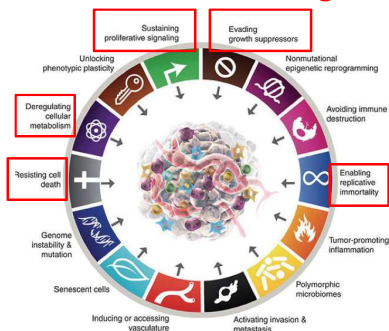 Sustaining
proliferative signaling
Evading
growth suppressors
Nonmutational
epigenetic reprogramming
Avoiding immune
destruction
Enabling
replicative
immortality
Tumor-promoting
inflammation
Polymorphic
microbiomes
Activating invasion &
metastasis
Inducing or accessing
vasculature
Senescent cells
Genome
instability &
mutation
Resisting cell
death
Deregulating
cellular
metabolism
Unlocking
phenotypic plasticity